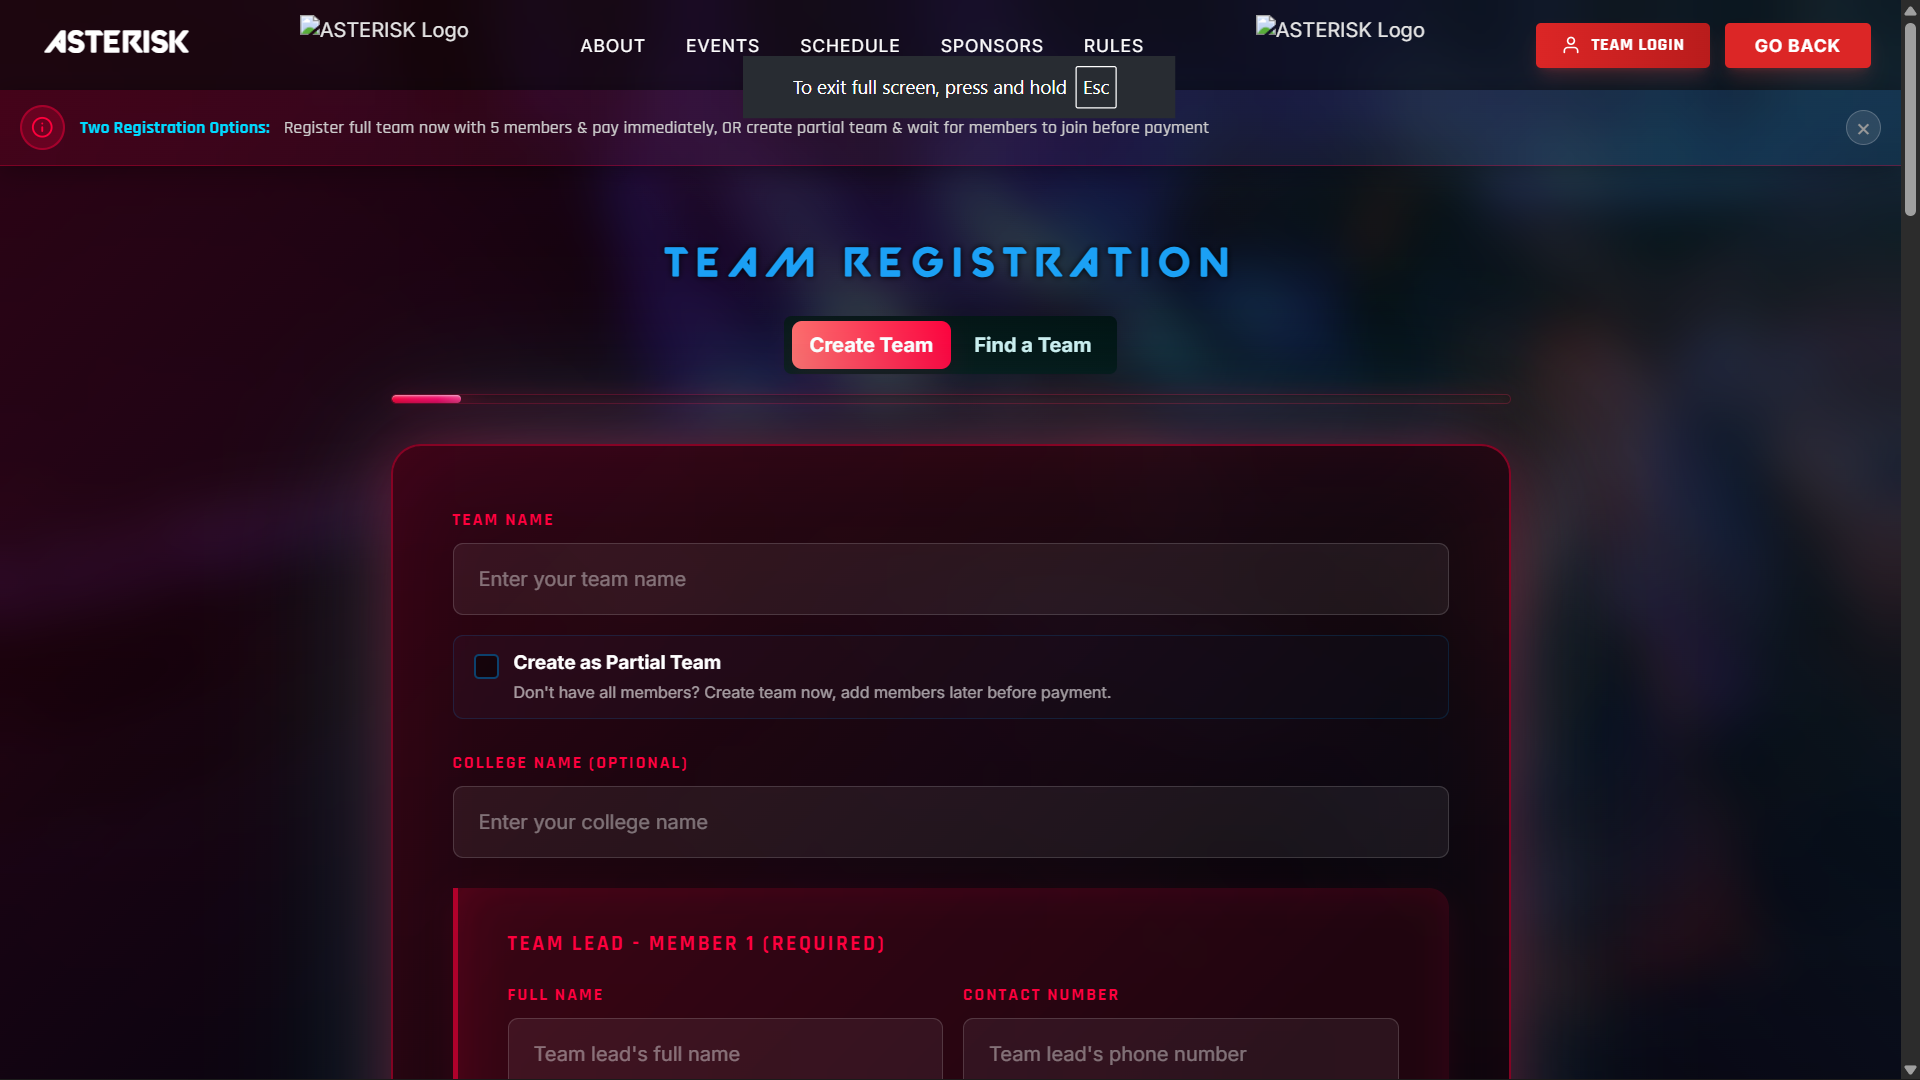 ASTERISK
ASTERISK Logo
ABOUT
EVENTS
SCHEDULE
SPONSORS
RULES
ASTERISK Logo
TEAM LOGIN
GO BACK
To exit full screen, press and hold Esc
Two Registration Options: Register full team now with 5 members & pay immediately, OR create partial team & wait for members to join before payment
TEAM REGISTRATION
Create Team
Find a Team
TEAM NAME
Enter your team name
Create as Partial Team
Don't have all members? Create team now, add members later before payment.
COLLEGE NAME (OPTIONAL)
Enter your college name
TEAM LEAD - MEMBER 1 (REQUIRED)
FULL NAME
CONTACT NUMBER
Team lead's full name
Team lead's phone number